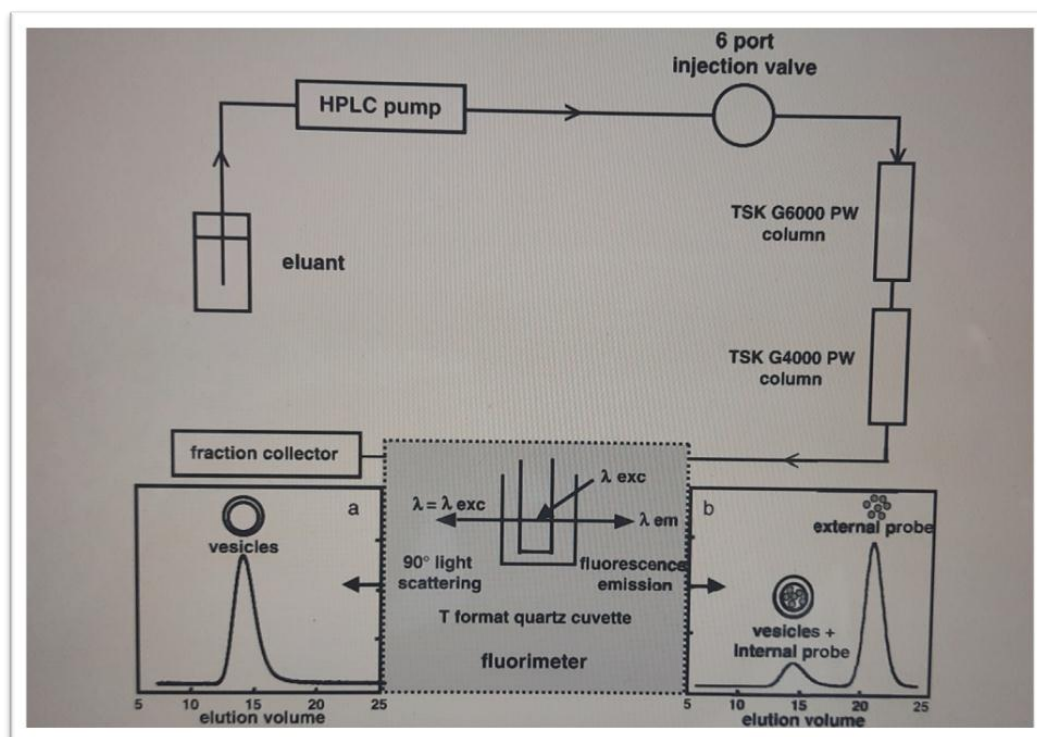 6 port
injection valve
HPLC pump
eluant
TSK G6000 PW
column
TSK G4000 PW
column
fraction collector
a
vesicles
λ = λ exc
90° light
scattering
λ exc
λ em
fluorescence
emission
T format quartz cuvette
fluorimeter
b
external probe
vesicles +
Internal probe
5 10 15 20 25
elution volume
5 10 15 20 25
elution volume